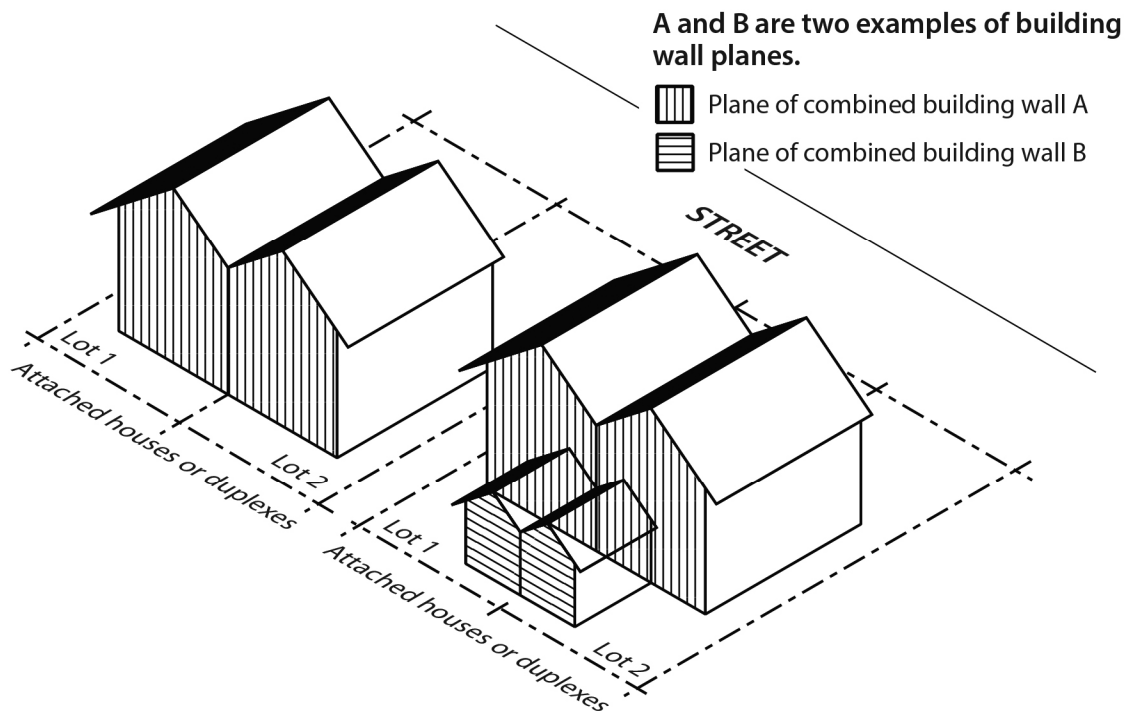 A and B are two examples of building
wall planes.
Plane of combined building wall A
Plane of combined building wall B
STREET
Lot 1
Attached houses or duplexes
Lot 2
Lot 1
Attached houses or duplexes
Lot 2